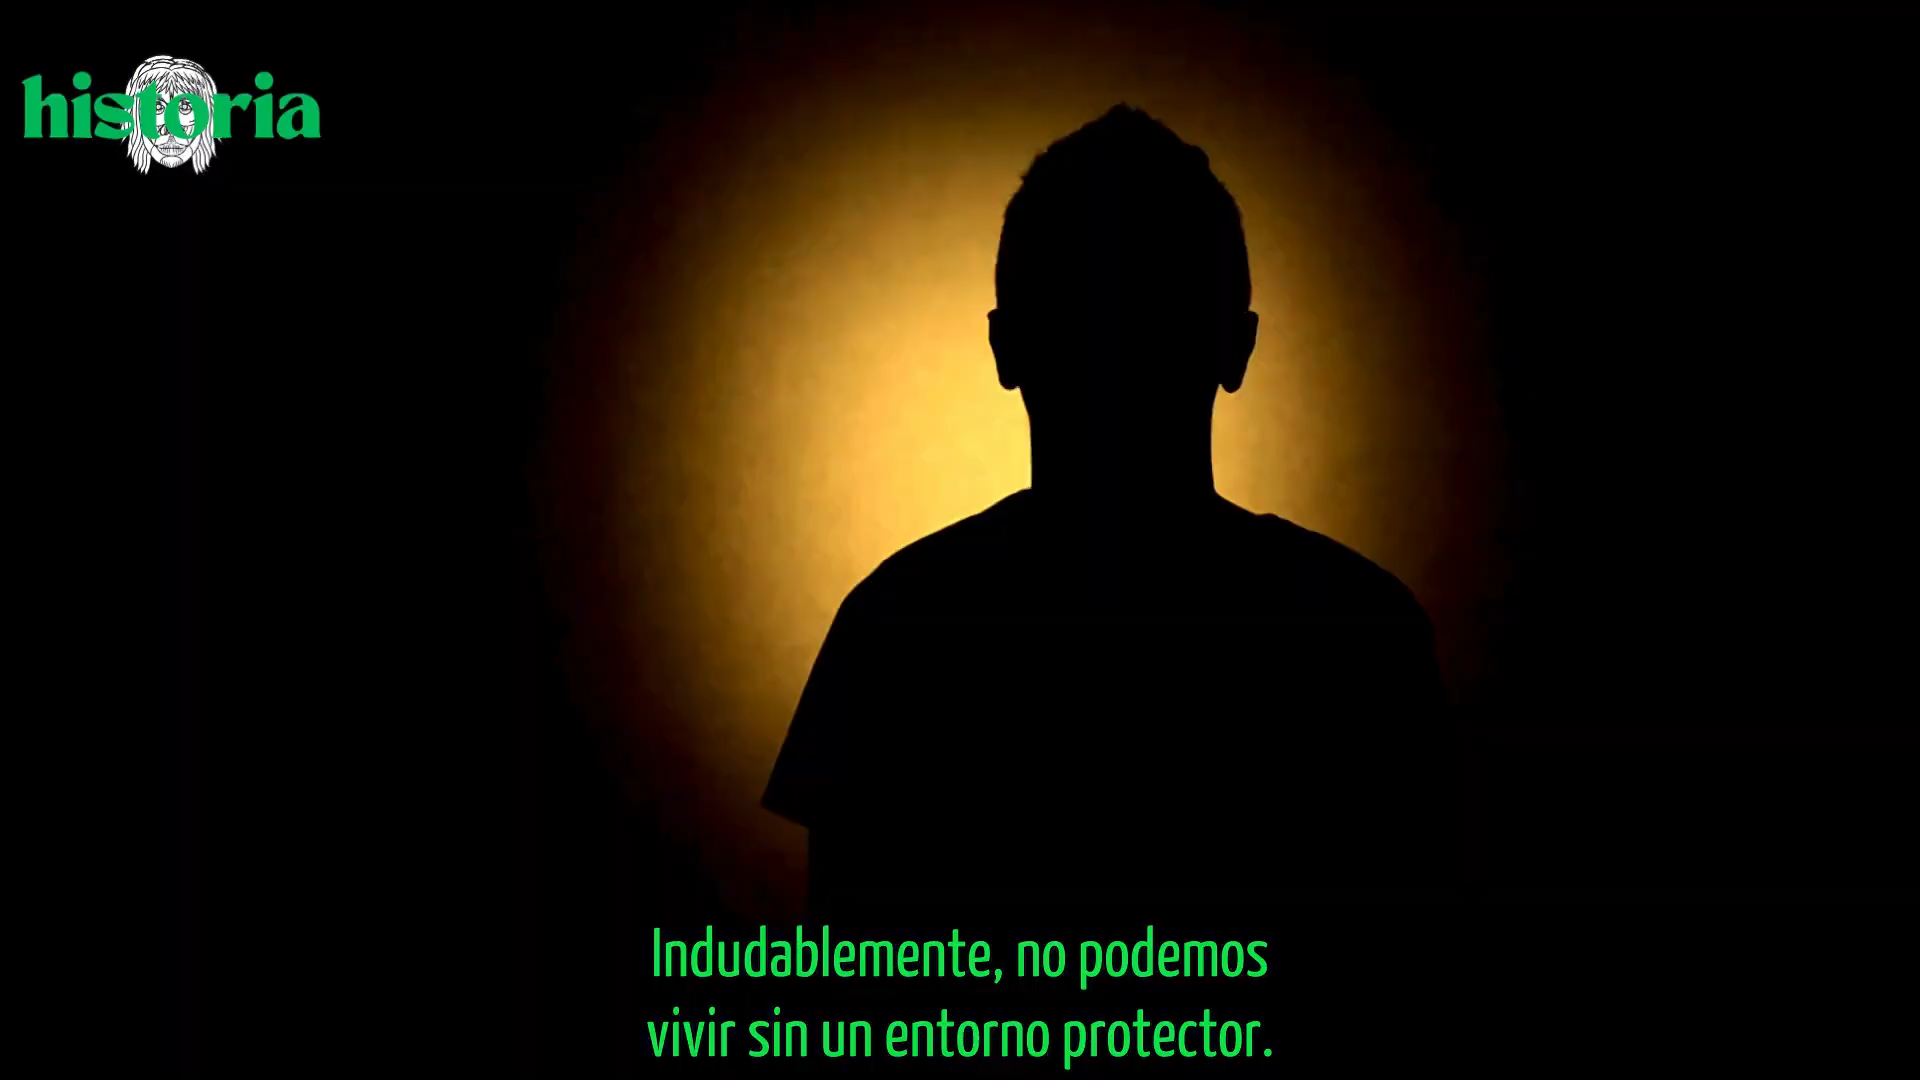 historia
Indudablemente, no podemos
vivir sin un entorno protector.